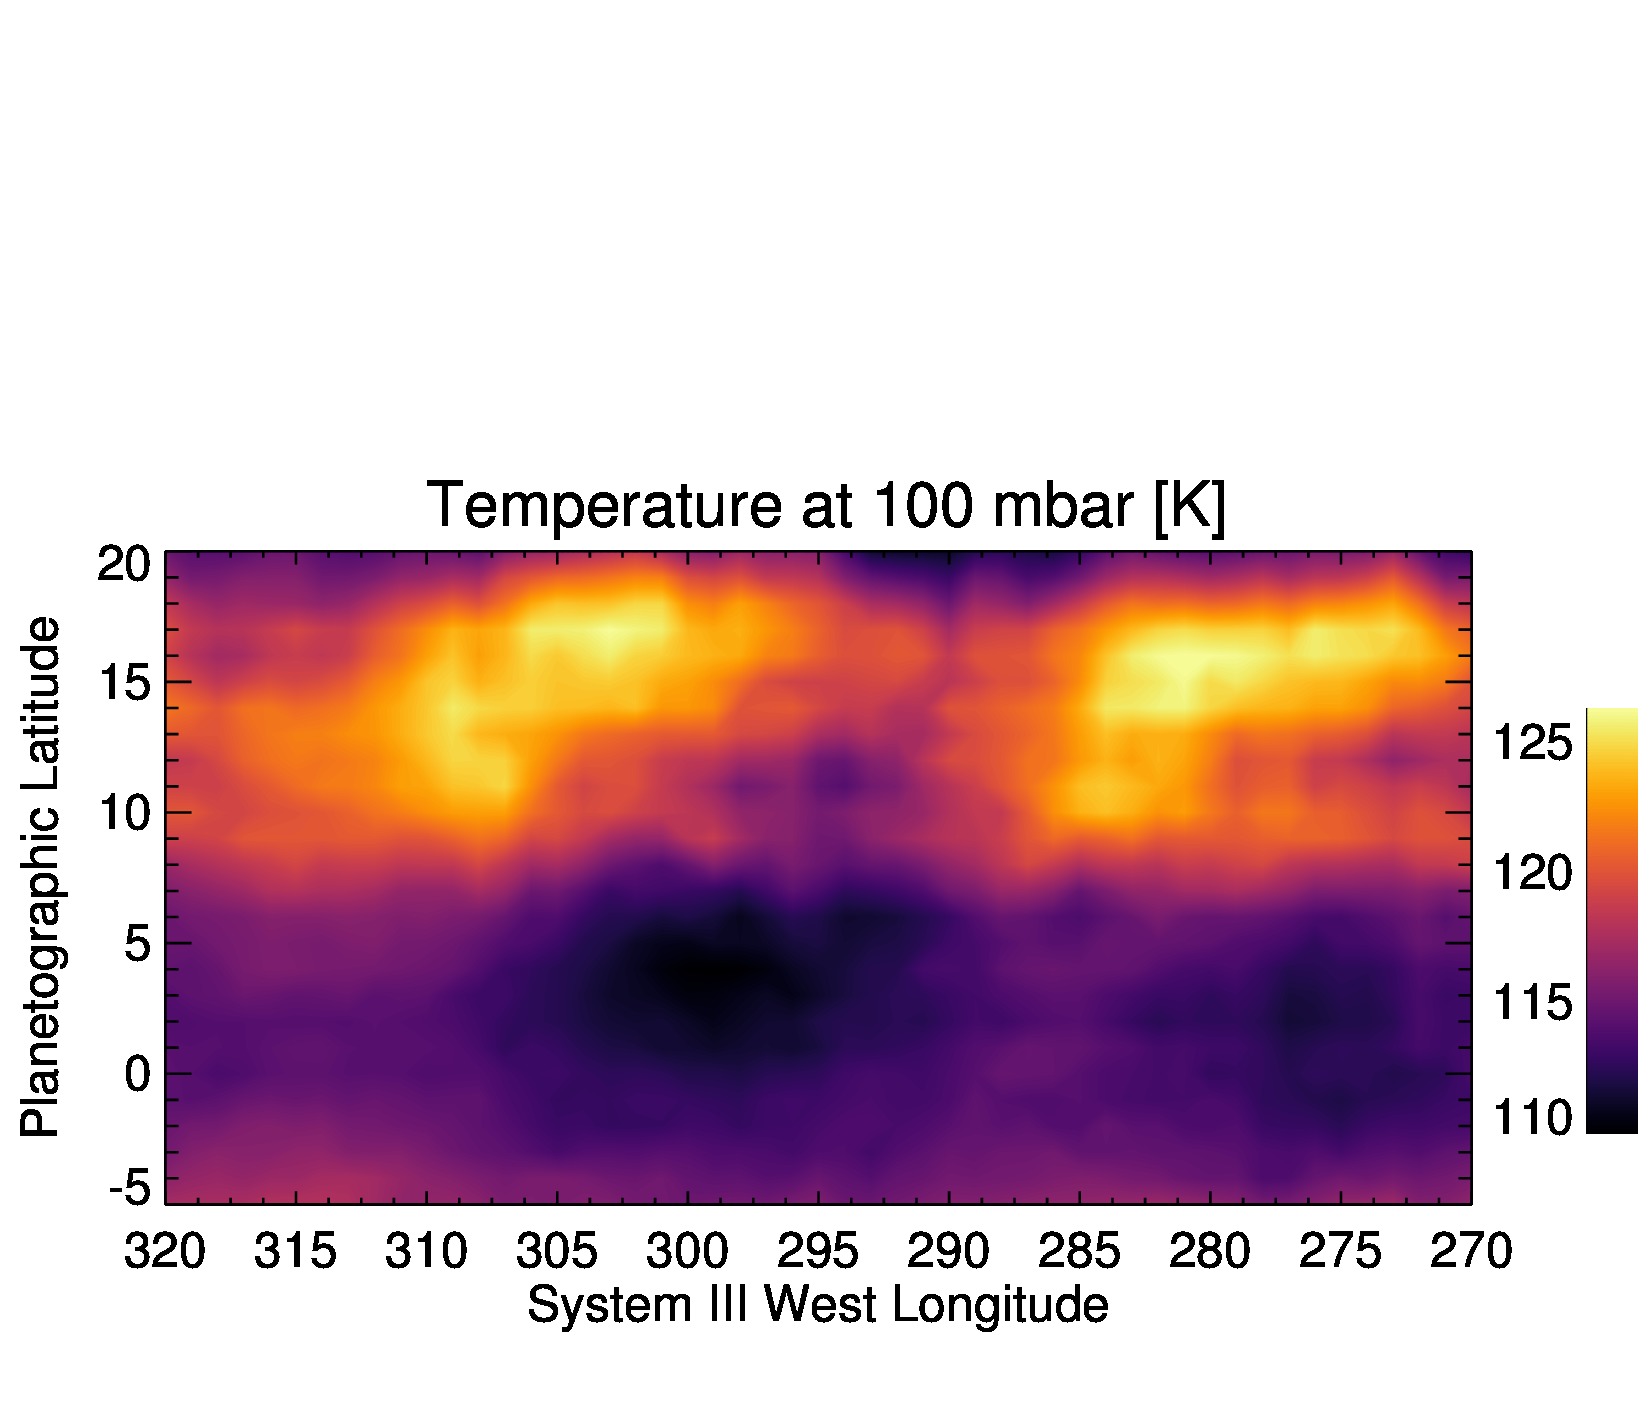 Temperature at 100 mbar [K]
20
15
10
5
0
-5
Planetographic Latitude
320 315 310 305 300 295 290 285 280 275 270
System III West Longitude
125
120
115
110